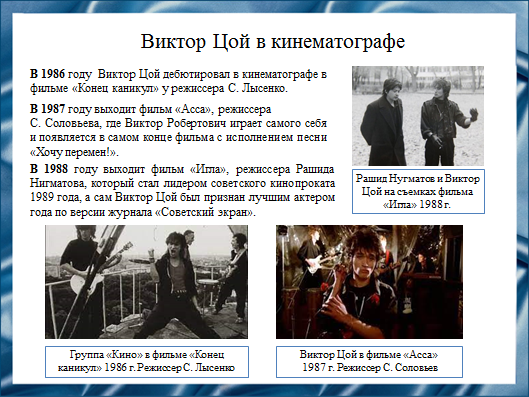 Виктор Цой в кинематографе
В 1986 году Виктор Цой дебютировал в кинематографе в
фильме «Конец каникул» у режиссера С. Лысенко.
В 1987 году выходит фильм «Асса», режиссера
С. Соловьева, где Виктор Робертович играет самого себя
и появляется в самом конце фильма с исполнением песни
«Хочу перемен!».
В 1988 году выходит фильм «Игла», режиссера Рашида
Нигматова, который стал лидером советского кинопроката
1989 года, а сам Виктор Цой был признан лучшим актером
года по версии журнала «Советский экран».
Рашид Нугматов и Виктор
Цой на съемках фильма
«Игла» 1988 г.
Группа «Кино» в фильме «Конец
каникул» 1986 г. Режиссер С. Лысенко
Виктор Цой в фильме «Асса»
1987 г. Режиссер С. Соловьев